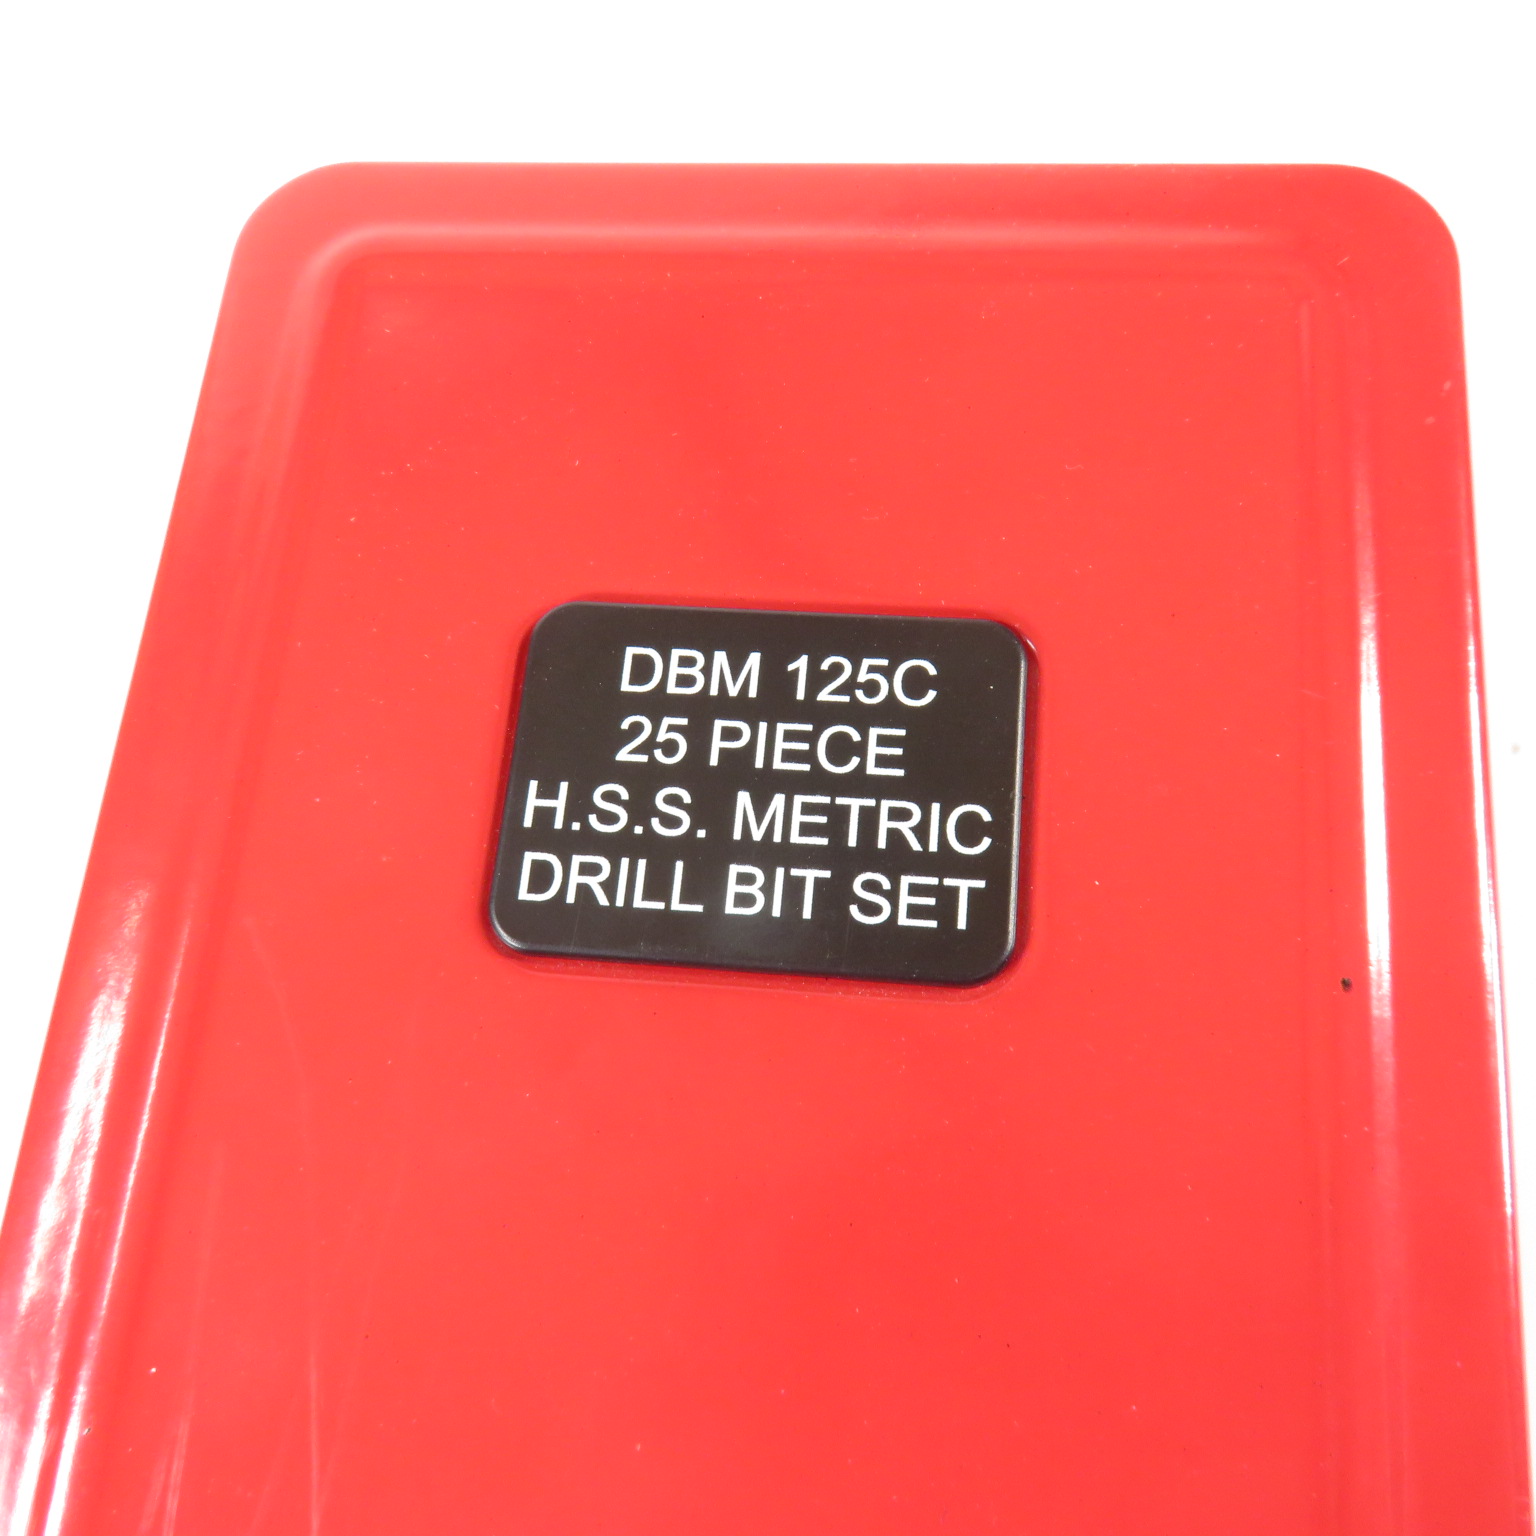 DBM 125C
25 PIECE
H.S.S. METRIC
DRILL BIT SET